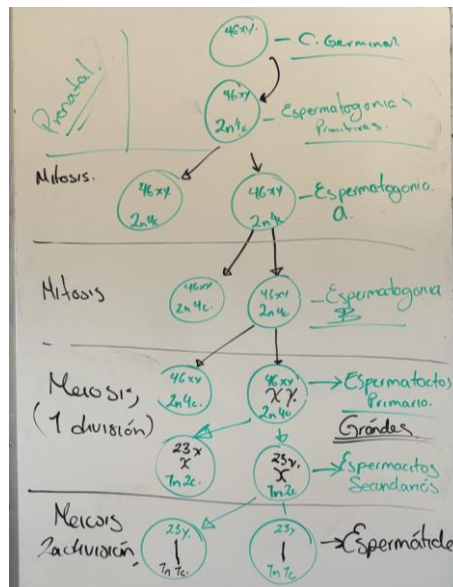 46xy. — C. Germinal.
Prenatal.
46xy
2n4c
Espermatogonias
Primitivas.
Mitosis.
46xy
2n4c
46xy
2n4c
Espermatogonia
a.
Mitosis
46xy
2n4c.
46xy
2n4c
Espermatogonia
B
Meiosis,
(1 división)
46xy
2n4c.
46xy
X Y.
2n4c
Espermatoctos
Primario.
Grandes
23x
X
1n2c
23y.
X
1n2c
Espermacitos
Secundarios
Meiosis
2a división.
23y.
1n1c.
23y
1n1c.
Espermátide